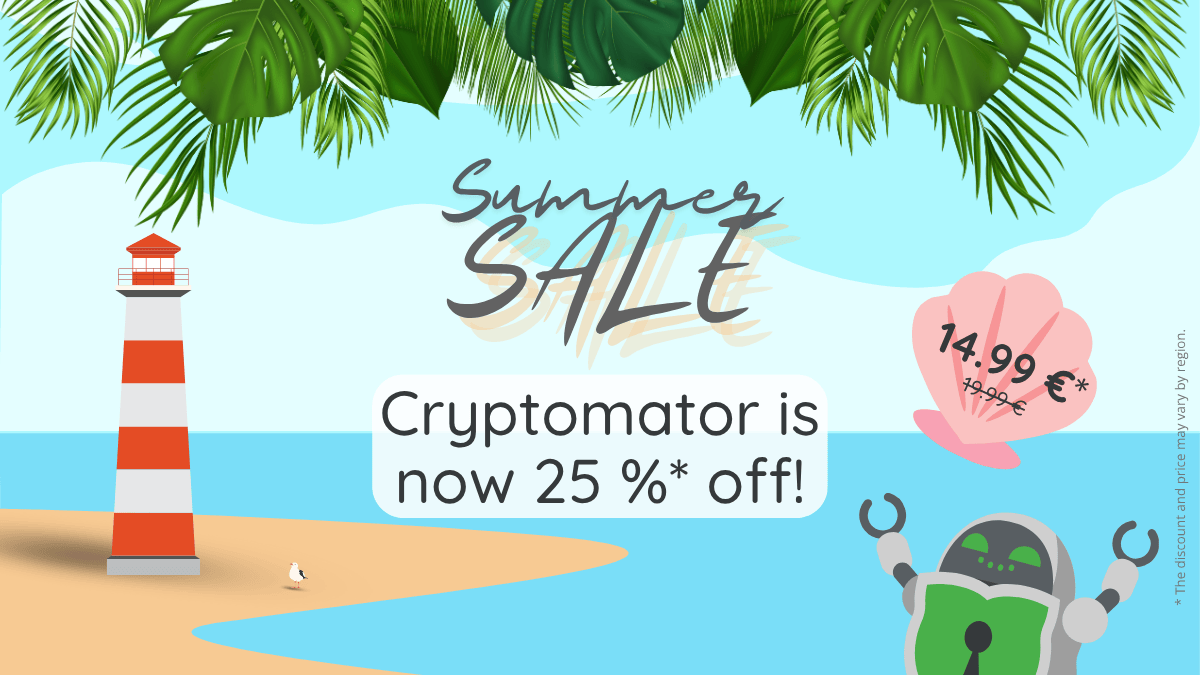 Summer
SALE
Cryptomator is
now 25 %* off!
14.99 €*
19.99 €
* The discount and price may vary by region.